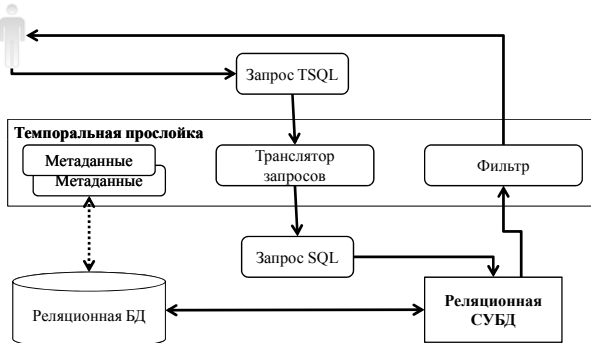 Запрос TSQL
Темпоральная прослойка
Метаданные
Метаданные
Транслятор
запросов
Фильтр
Запрос SQL
Реляционная БД
Реляционная
СУБД